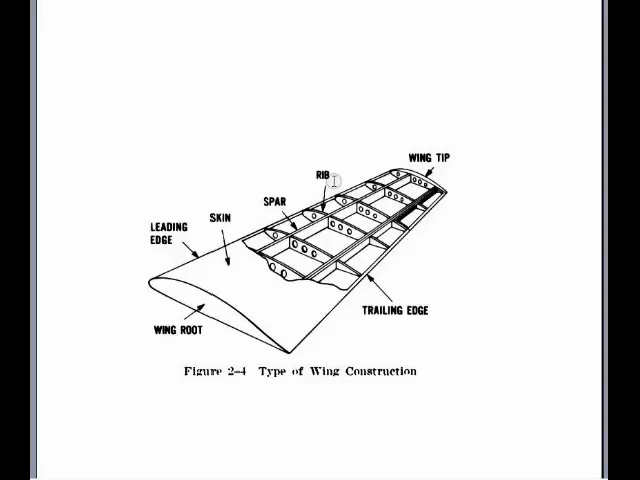 WING TIP
RIB
SPAR
SKIN
LEADING
EDGE
TRAILING EDGE
WING ROOT
Figure 2–4 Type of Wing Construction